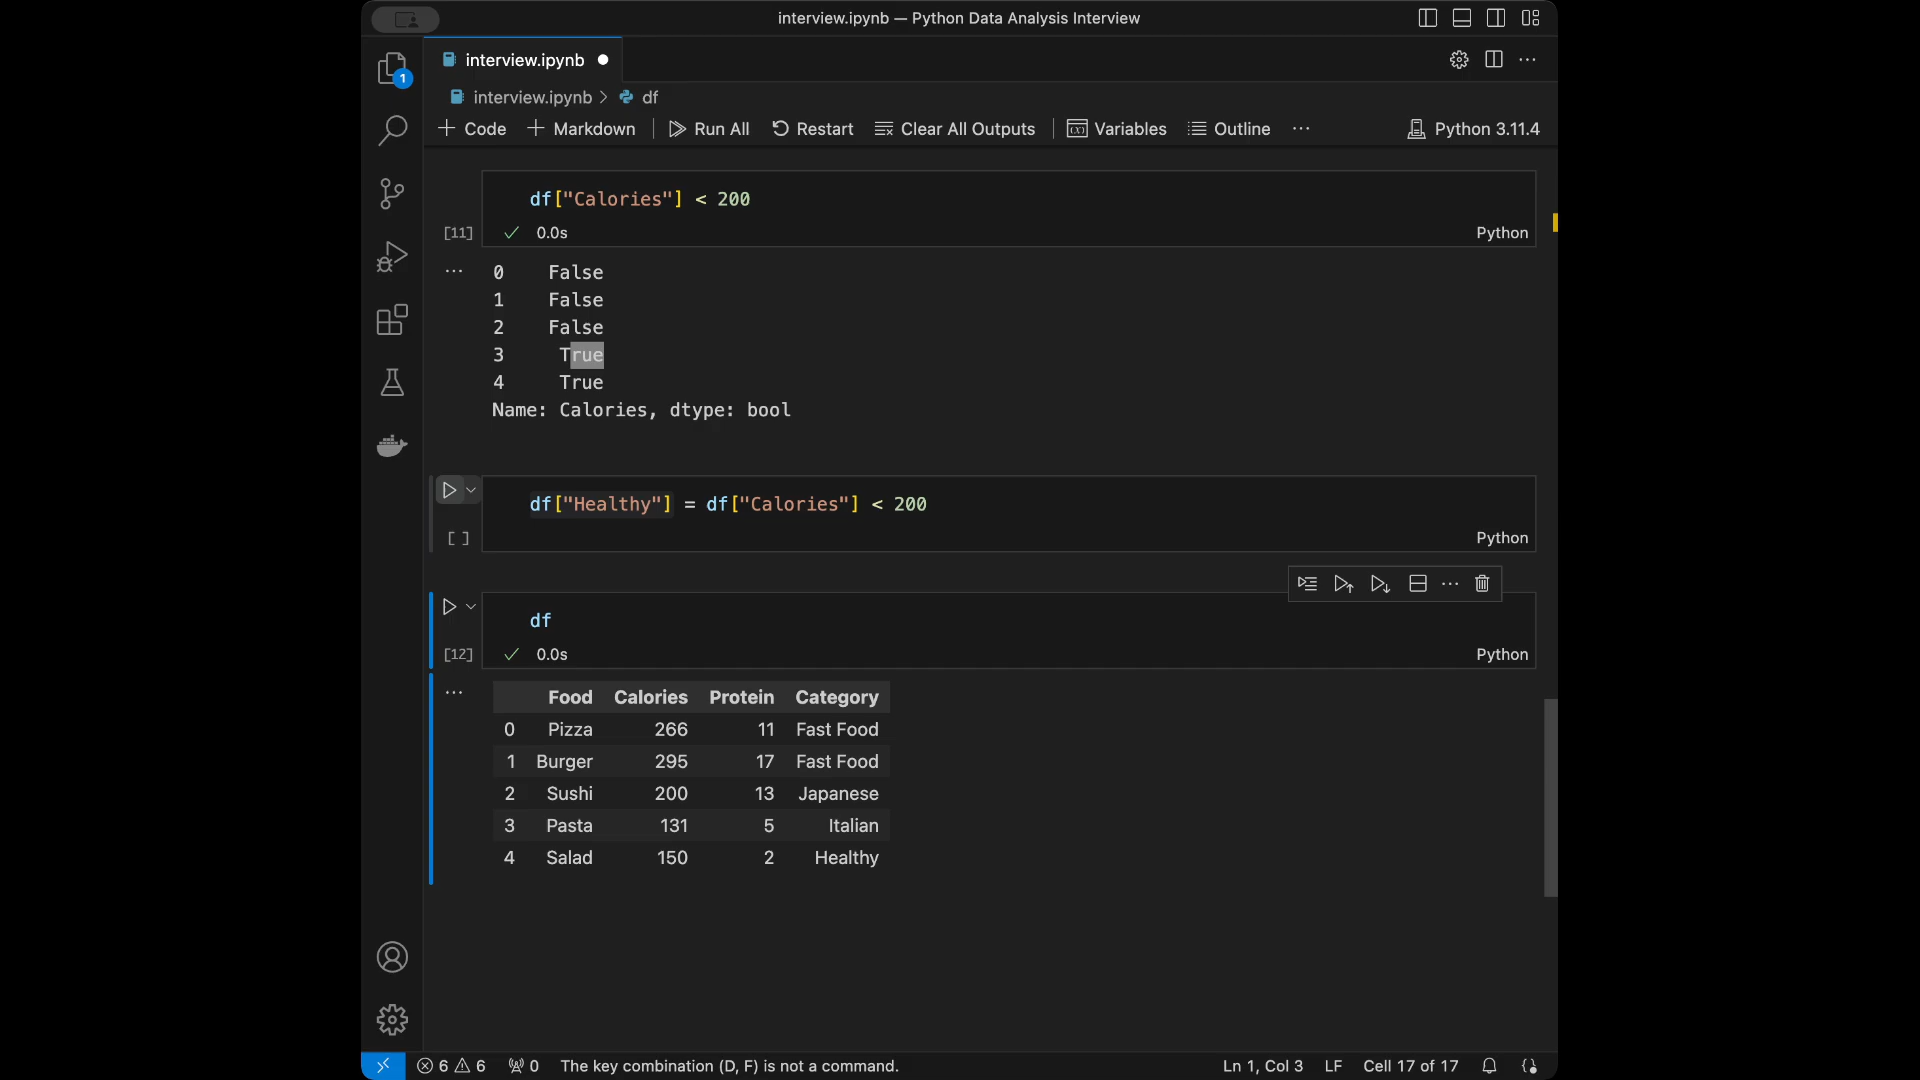 interview.ipynb — Python Data Analysis Interview
interview.ipynb
1
interview.ipynb > df
Code Markdown Run All Restart Clear All Outputs Variables Outline ... Python 3.11.4
df["Calories"] < 200
[11] 0.0s Python
... 0 False
1 False
2 False
3 True
4 True
Name: Calories, dtype: bool
df["Healthy"] = df["Calories"] < 200
[ ] Python
df
[12] 0.0s Python
... Food Calories Protein Category
0 Pizza 266 11 Fast Food
1 Burger 295 17 Fast Food
2 Sushi 200 13 Japanese
3 Pasta 131 5 Italian
4 Salad 150 2 Healthy
6 6 0 The key combination (D, F) is not a command. Ln 1, Col 3 LF Cell 17 of 17